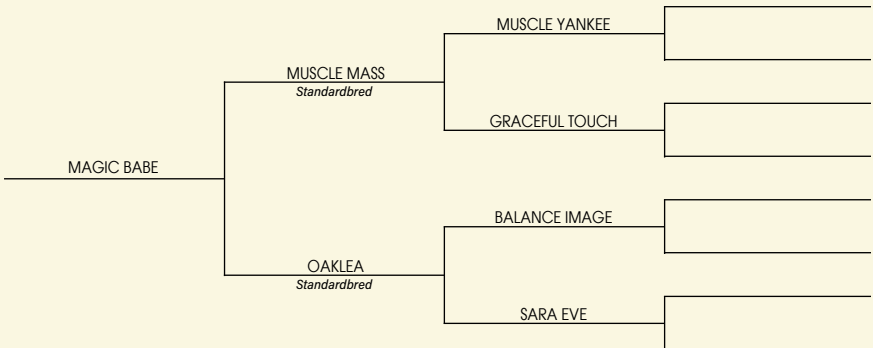 MUSCLE YANKEE
MUSCLE MASS
Standardbred
GRACEFUL TOUCH
MAGIC BABE
BALANCE IMAGE
OAKLEA
Standardbred
SARA EVE